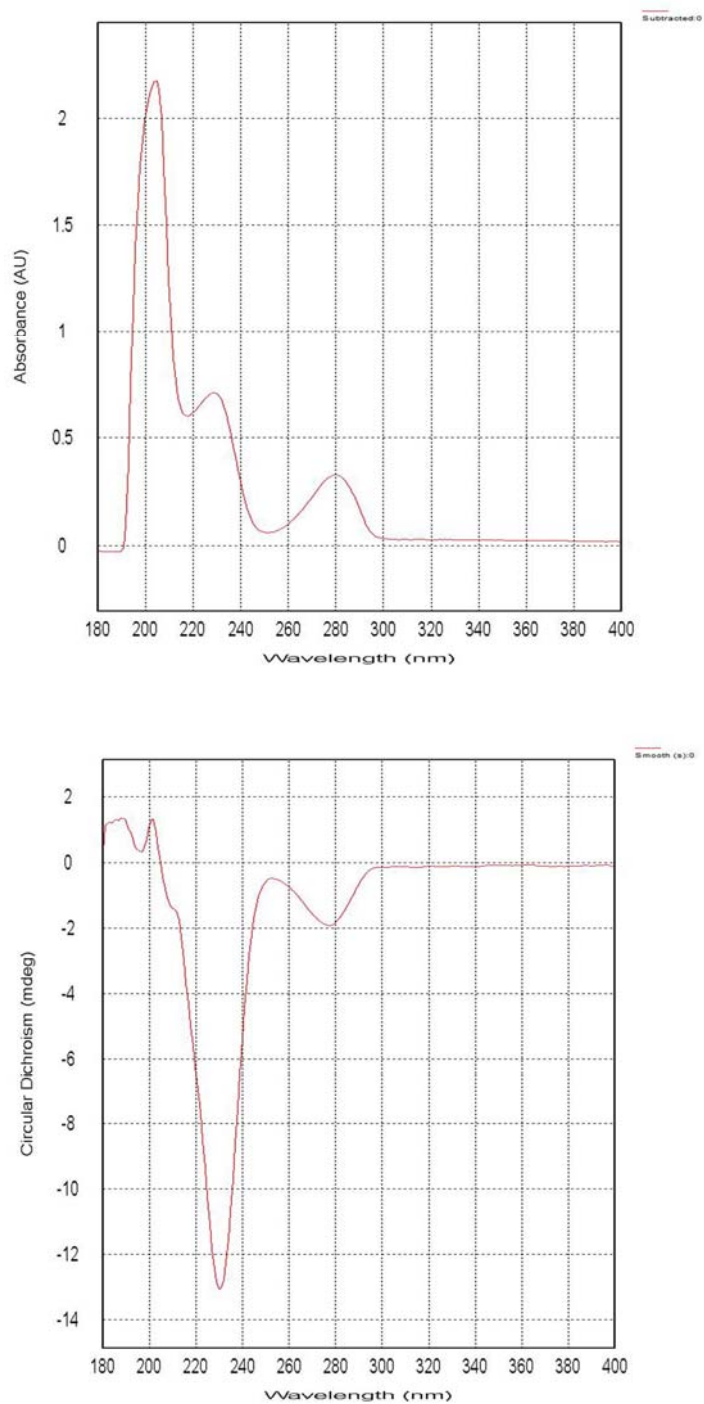 Subtracted:0
2
1.5
1
0.5
0
Absorbance (AU)
180 200 220 240 260 280 300 320 340 360 380 400
Wavelength (nm)
Smooth (s):0
2
0
-2
-4
-6
-8
-10
-12
-14
Circular Dichroism (mdeg)
180 200 220 240 260 280 300 320 340 360 380 400
Wavelength (nm)